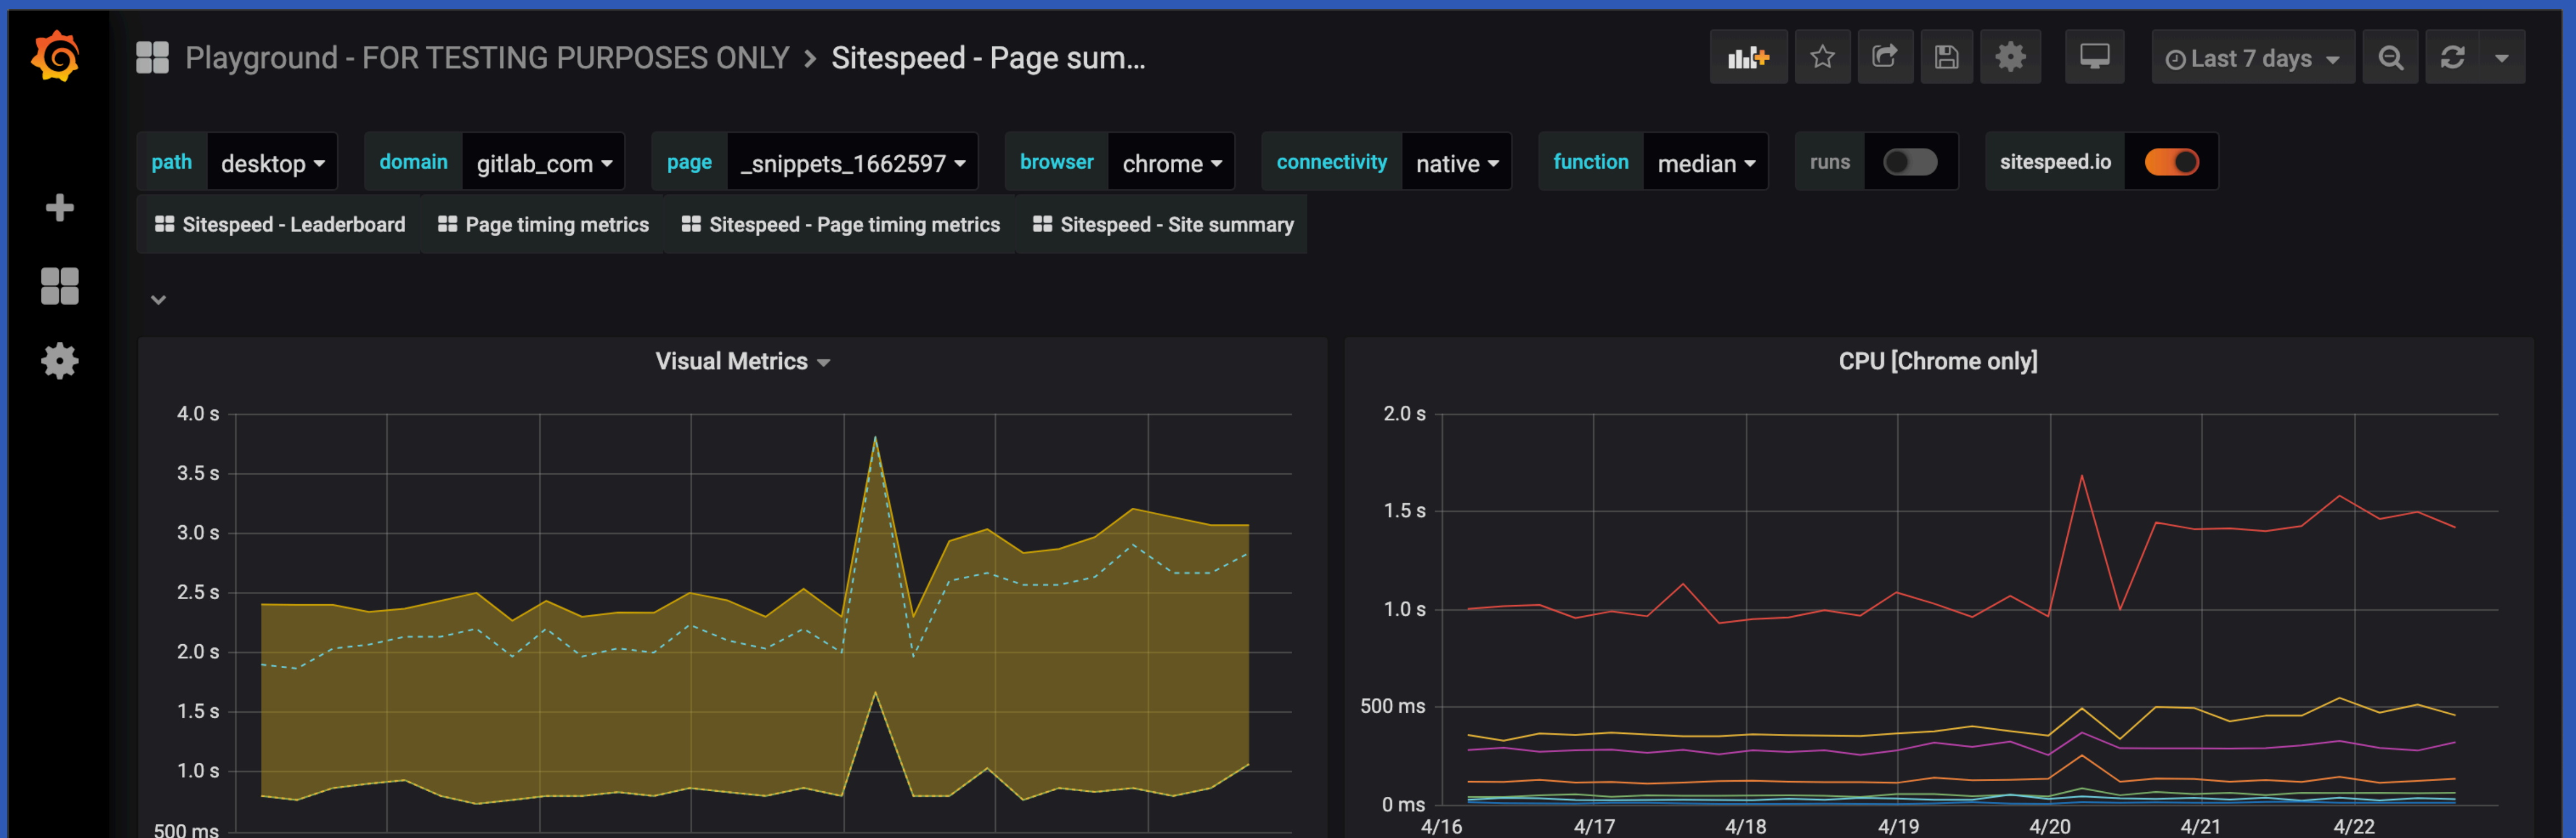 Playground - FOR TESTING PURPOSES ONLY > Sitespeed - Page sum...
Last 7 days
path desktop domain gitlab_com page _snippets_1662597 browser chrome connectivity native function median runs sitespeed.io
Sitespeed - Leaderboard Page timing metrics Sitespeed - Page timing metrics Sitespeed - Site summary
Visual Metrics
4.0 s
3.5 s
3.0 s
2.5 s
2.0 s
1.5 s
1.0 s
500 ms
CPU [Chrome only]
2.0 s
1.5 s
1.0 s
500 ms
0 ms
4/16 4/17 4/18 4/19 4/20 4/21 4/22